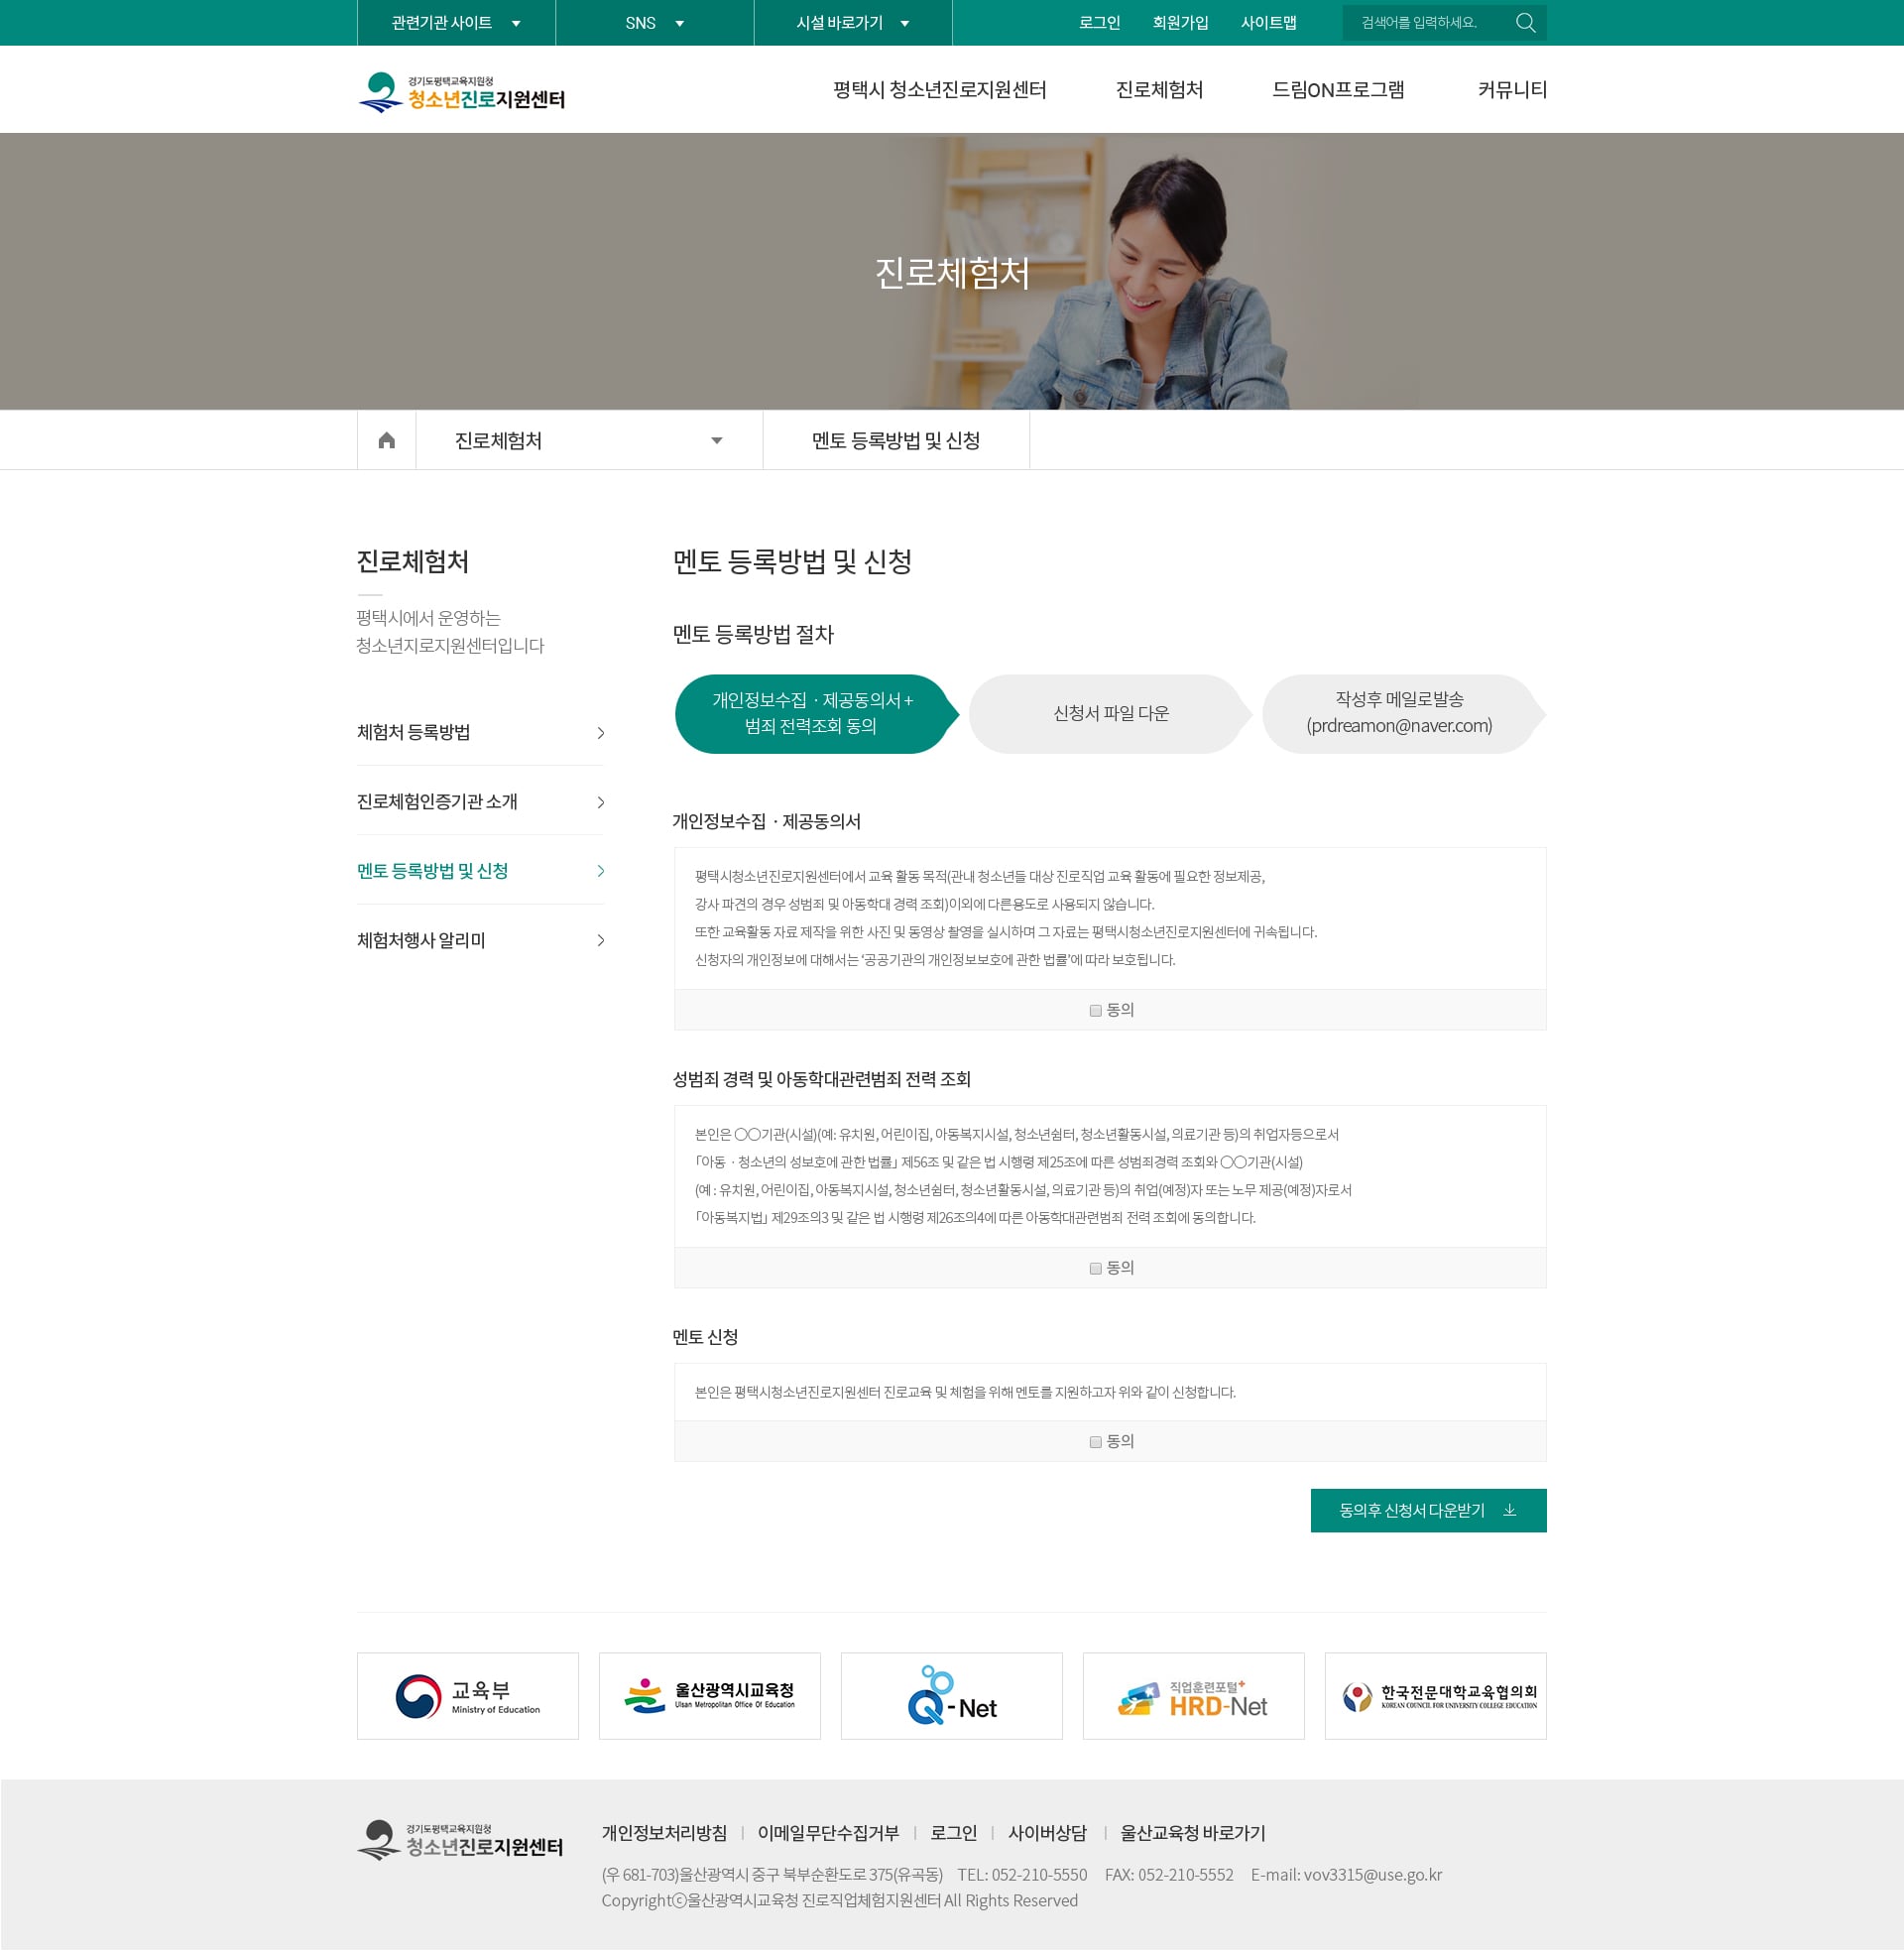 관련기관 사이트
SNS
시설 바로가기
로그인
회원가입
사이트맵
검색어를 입력하세요.
경기도평택교육지원청
청소년진로지원센터
평택시 청소년진로지원센터
진로체험처
드림ON프로그램
커뮤니티
진로체험처
진로체험처
멘토 등록방법 및 신청
진로체험처
평택시에서 운영하는
청소년지로지원센터입니다
체험처 등록방법
진로체험인증기관 소개
멘토 등록방법 및 신청
체험처행사 알리미
멘토 등록방법 및 신청
멘토 등록방법 절차
개인정보수집 · 제공동의서 +
범죄 전력조회 동의
신청서 파일 다운
작성후 메일로발송
(prdreamon@naver.com)
개인정보수집 · 제공동의서
평택시청소년진로지원센터에서 교육 활동 목적(관내 청소년들 대상 진로직업 교육 활동에 필요한 정보제공,
강사 파견의 경우 성범죄 및 아동학대 경력 조회)이외에 다른용도로 사용되지 않습니다.
또한 교육활동 자료 제작을 위한 사진 및 동영상 촬영을 실시하며 그 자료는 평택시청소년진로지원센터에 귀속됩니다.
신청자의 개인정보에 대해서는 ‘공공기관의 개인정보보호에 관한 법률’에 따라 보호됩니다.
동의
성범죄 경력 및 아동학대관련범죄 전력 조회
본인은 〇〇기관(시설)(예: 유치원, 어린이집, 아동복지시설, 청소년쉼터, 청소년활동시설, 의료기관 등)의 취업자등으로서
「아동 · 청소년의 성보호에 관한 법률」 제56조 및 같은 법 시행령 제25조에 따른 성범죄경력 조회와 〇〇기관(시설)
(예 : 유치원, 어린이집, 아동복지시설, 청소년쉼터, 청소년활동시설, 의료기관 등)의 취업(예정)자 또는 노무 제공(예정)자로서
「아동복지법」 제29조의3 및 같은 법 시행령 제26조의4에 따른 아동학대관련범죄 전력 조회에 동의합니다.
동의
멘토 신청
본인은 평택시청소년진로지원센터 진로교육 및 체험을 위해 멘토를 지원하고자 위와 같이 신청합니다.
동의
동의후 신청서 다운받기
교육부
Ministry of Education
울산광역시교육청
Ulsan Metropolitan Office Of Education
Q-Net
직업훈련포털+
HRD-Net
한국전문대학교육협의회
KOREAN COUNCIL FOR UNIVERSITY COLLEGE EDUCATION
경기도평택교육지원청
청소년진로지원센터
개인정보처리방침 | 이메일무단수집거부 | 로그인 | 사이버상담 | 울산교육청 바로가기
(우 681-703)울산광역시 중구 북부순환도로 375(유곡동) TEL: 052-210-5550 FAX: 052-210-5552 E-mail: vov3315@use.go.kr
Copyrightⓒ울산광역시교육청 진로직업체험지원센터 All Rights Reserved